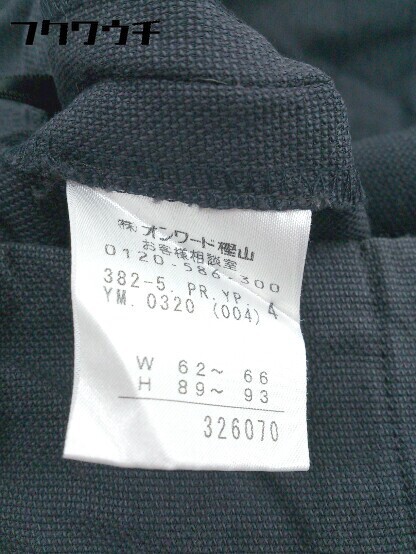 フクワウチ
㈱オンワード樫山
お客様相談室
0120-586-300
382-5. PR. YP. 4
YM. 0320 (004)
W 62～ 66
H 89～ 93
326070